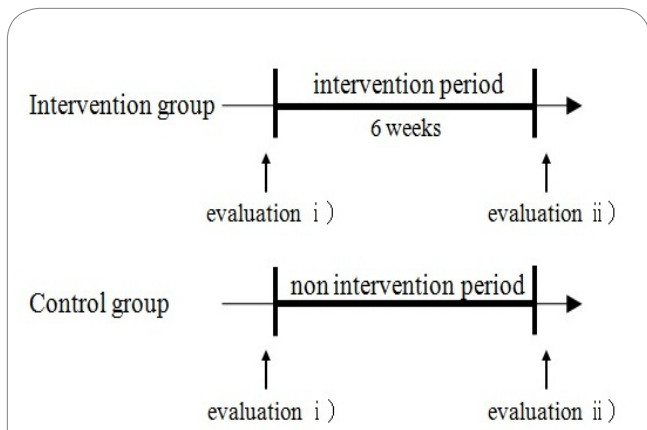 intervention period
Intervention group
6 weeks
evaluation ⅰ)
evaluation ⅱ)
non intervention period
Control group
evaluation ⅰ)
evaluation ⅱ)